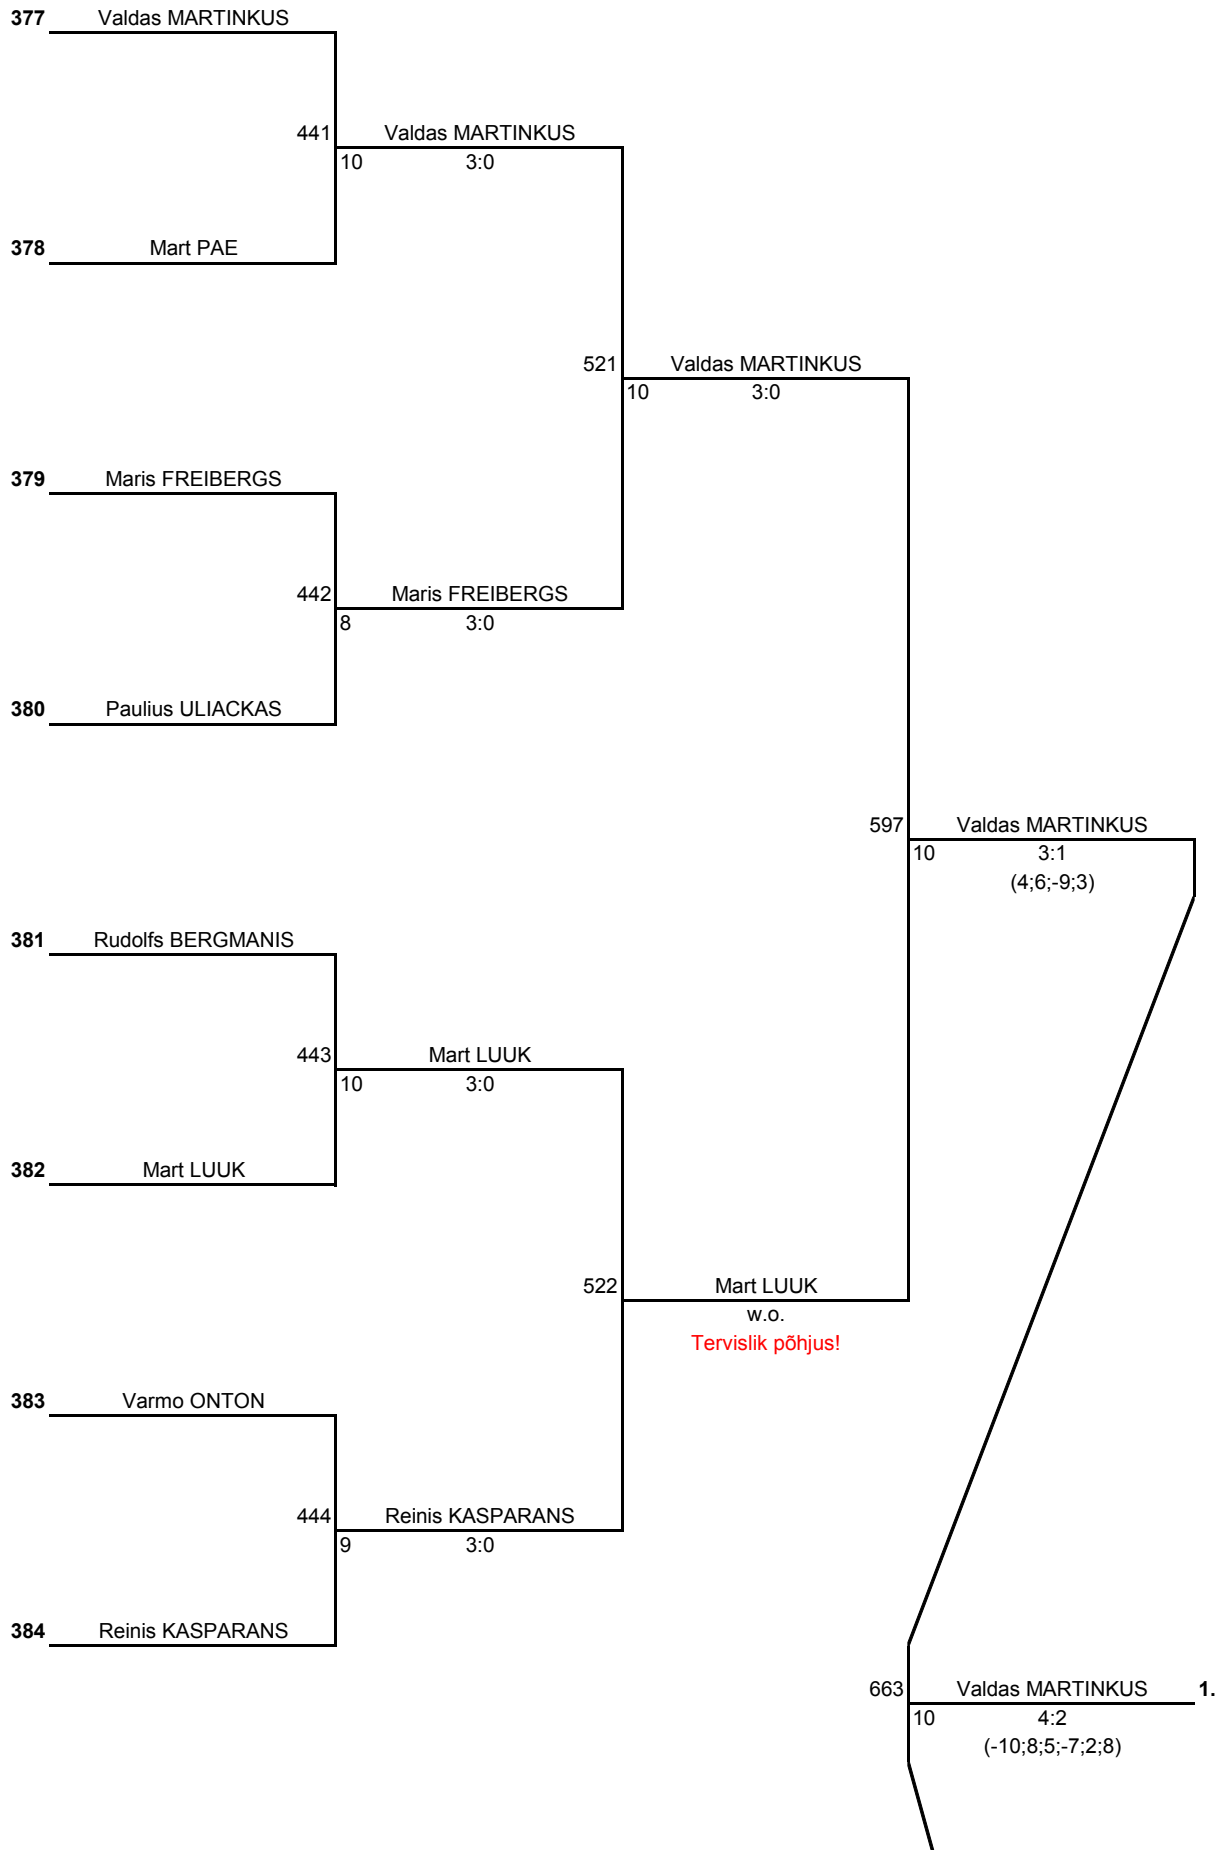 377 Valdas MARTINKUS
441 Valdas MARTINKUS
10 3:0
378 Mart PAE
521 Valdas MARTINKUS
10 3:0
379 Maris FREIBERGS
442 Maris FREIBERGS
8 3:0
380 Paulius ULIACKAS
597 Valdas MARTINKUS
10 3:1
(4;6;-9;3)
381 Rudolfs BERGMANIS
443 Mart LUUK
10 3:0
382 Mart LUUK
522 Mart LUUK
w.o.
Tervislik põhjus!
383 Varmo ONTON
444 Reinis KASPARANS
9 3:0
384 Reinis KASPARANS
663 Valdas MARTINKUS 1.
10 4:2
(-10;8;5;-7;2;8)